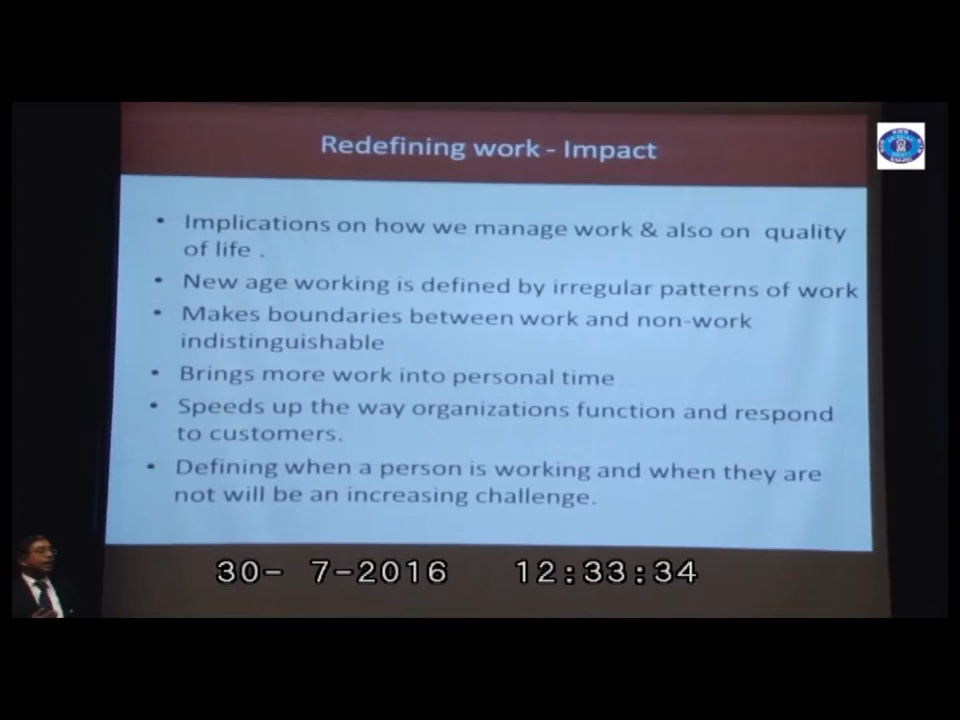 Redefining work - Impact
• Implications on how we manage work & also on quality
of life .
• New age working is defined by irregular patterns of work
• Makes boundaries between work and non-work
indistinguishable
• Brings more work into personal time
• Speeds up the way organizations function and respond
to customers.
• Defining when a person is working and when they are
not will be an increasing challenge.
30- 7-2016 12:33:34